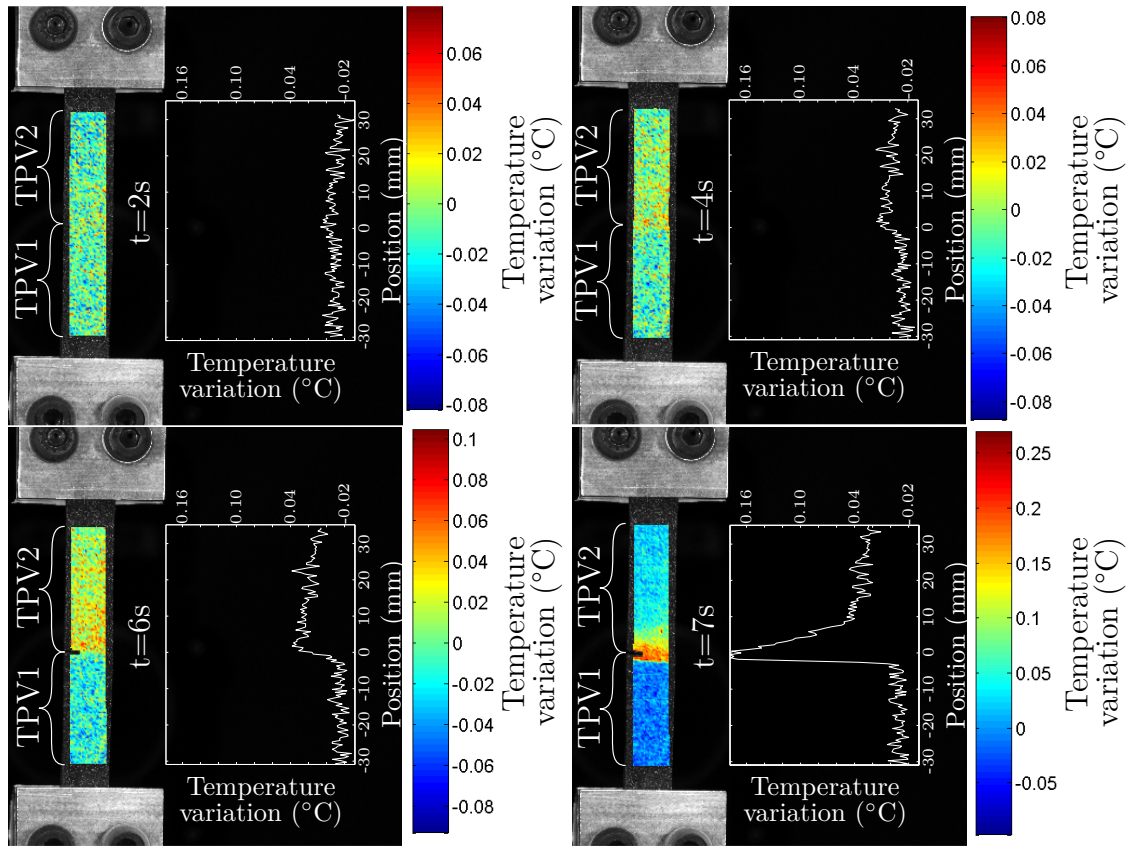 0.16
0.10
0.04
-0.02
TPV2
TPV1
t=2s
30
20
10
0
-10
-20
-30
Position (mm)
Temperature
variation (°C)
0.06
0.04
0.02
0
-0.02
-0.04
-0.06
-0.08
Temperature
variation (°C)
0.16
0.10
0.04
-0.02
TPV2
TPV1
t=4s
30
20
10
0
-10
-20
-30
Position (mm)
Temperature
variation (°C)
0.08
0.06
0.04
0.02
0
-0.02
-0.04
-0.06
-0.08
Temperature
variation (°C)
0.16
0.10
0.04
-0.02
TPV2
TPV1
t=6s
30
20
10
0
-10
-20
-30
Position (mm)
Temperature
variation (°C)
0.1
0.08
0.06
0.04
0.02
0
-0.02
-0.04
-0.06
-0.08
Temperature
variation (°C)
0.16
0.10
0.04
-0.02
TPV2
TPV1
t=7s
30
20
10
0
-10
-20
-30
Position (mm)
Temperature
variation (°C)
0.25
0.20
0.15
0.1
0.05
0
-0.05
Temperature
variation (°C)